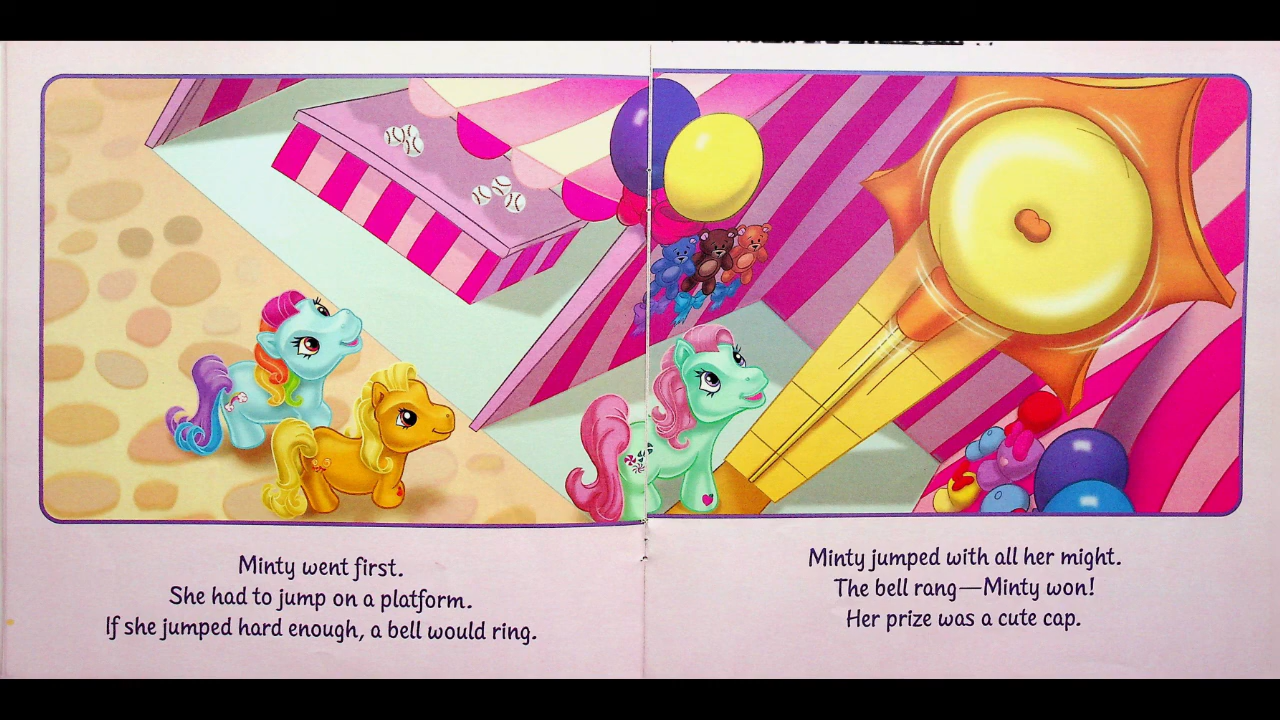 Minty went first.
She had to jump on a platform.
If she jumped hard enough, a bell would ring.
Minty jumped with all her might.
The bell rang—Minty won!
Her prize was a cute cap.